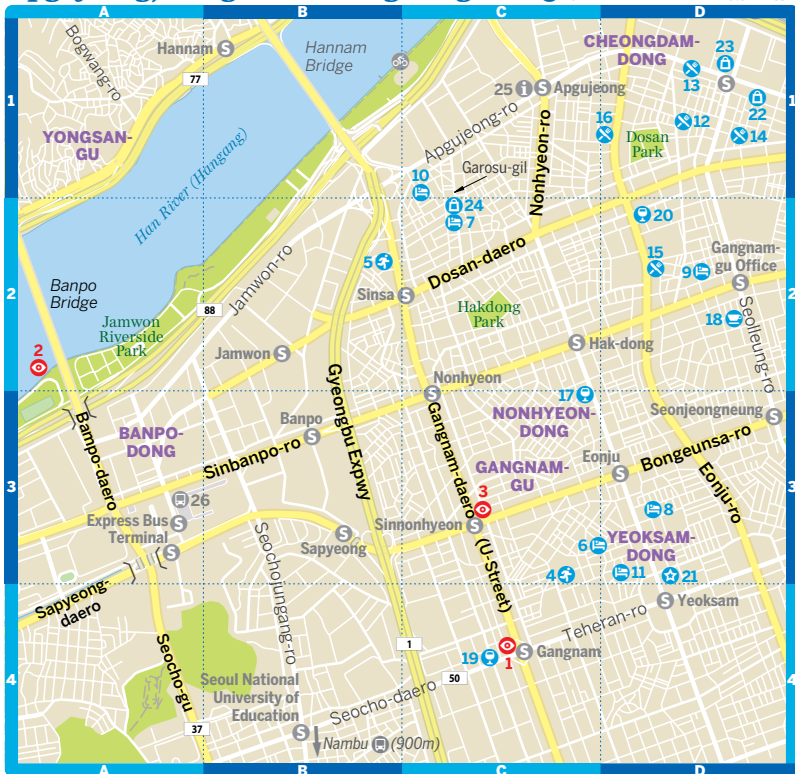 A
B
C
D
1
2
3
4
1
2
3
4
A
B
C
D
Bogwang-ro
Hannam
Hannam
Bridge
77
YONGSAN-
GU
Han River (Hangang)
25
Apgujeong
Apgujeong-ro
Nonhyeon-ro
CHEONGDAM-
DONG
23
13
22
12
14
16
Dosan
Park
10
Garosu-gil
24
7
20
5
Dosan-daero
15
9
Gangnam-
gu Office
Banpo
Bridge
Jamwon-ro
88
Sinsa
Hakdong
Park
18
Seolleung-ro
2
Jamwon
Riverside
Park
Jamwon
Hak-dong
Gyeongbu Expwy
Nonhyeon
17
NONHYEON-
DONG
Seonjeongneung
Bampo-daero
BANPO-
DONG
Banpo
Sinbanpo-ro
Gangnam-daero
(U-Street)
GANGNAM-
GU
Eonju
Bongeunsa-ro
Eonju-ro
26
Express Bus
Terminal
3
8
Sinnonhyeon
Sapyeong
6
YEOKSAM-
DONG
4
11
21
Sapyeong-
daero
Seochojungang-ro
Yeoksam
Teheran-ro
Seocho-gu
1
19
1
Gangnam
50
Seoul National
University of
Education
Seocho-daero
37
Nambu
(900m)